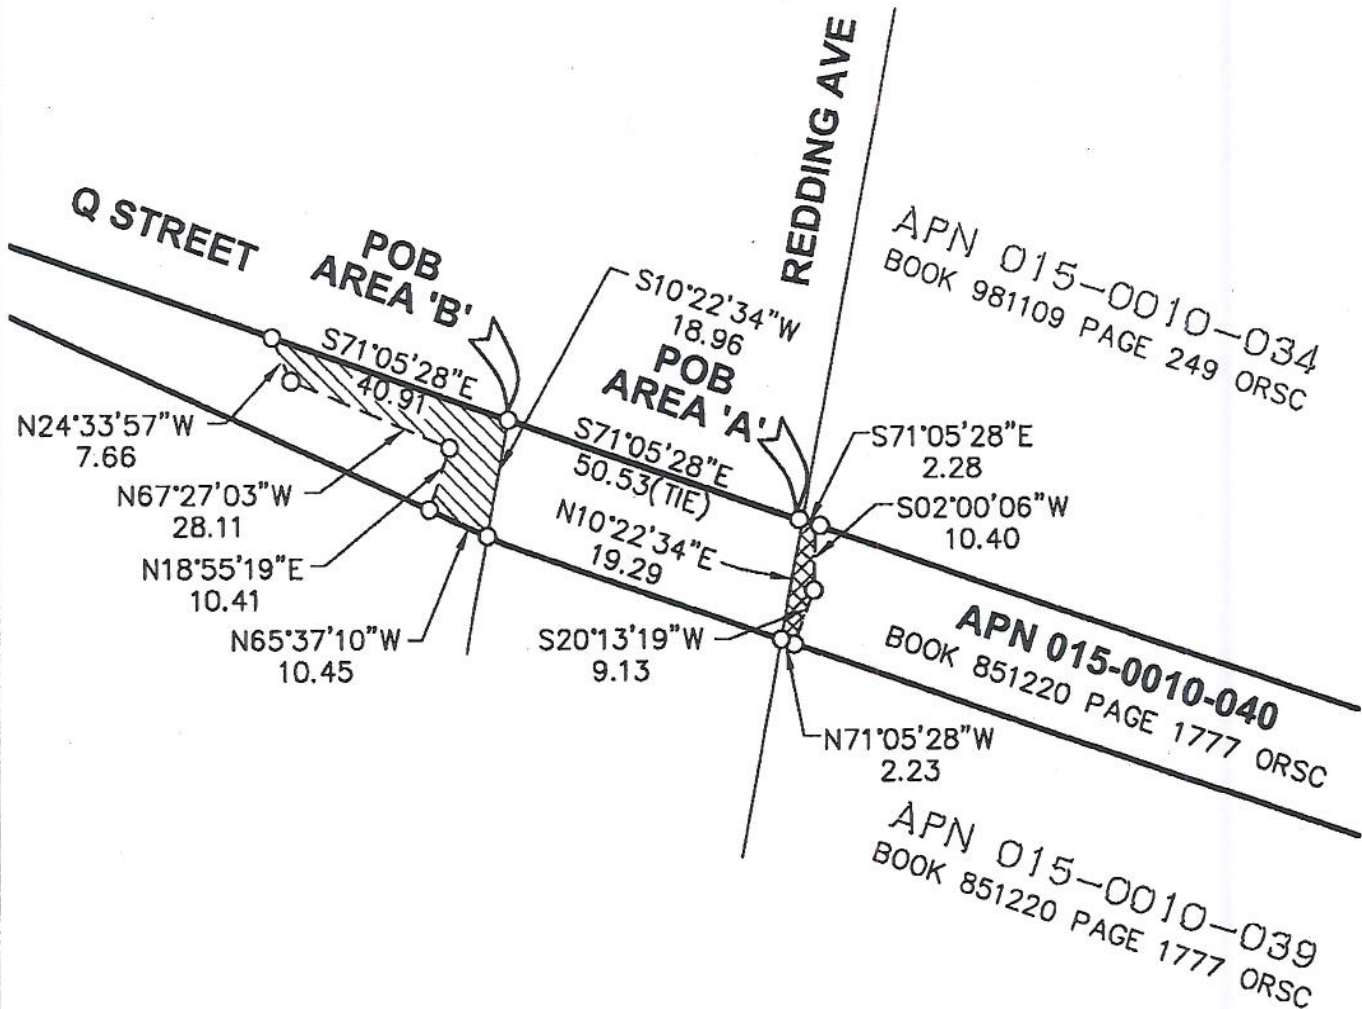 REDDING AVE
Q STREET
POB
AREA 'B'
S10°22'34"W
18.96
APN 015-0010-034
BOOK 981109 PAGE 249 ORSC
S71°05'28"E
40.91
POB
AREA 'A'
N24°33'57"W
7.66
S71°05'28"E
50.53(TIE)
S71°05'28"E
2.28
N67°27'03"W
28.11
S02°00'06"W
10.40
N10°22'34"E
19.29
N18°55'19"E
10.41
N65°37'10"W
10.45
S20°13'19"W
9.13
APN 015-0010-040
BOOK 851220 PAGE 1777 ORSC
N71°05'28"W
2.23
APN 015-0010-039
BOOK 851220 PAGE 1777 ORSC